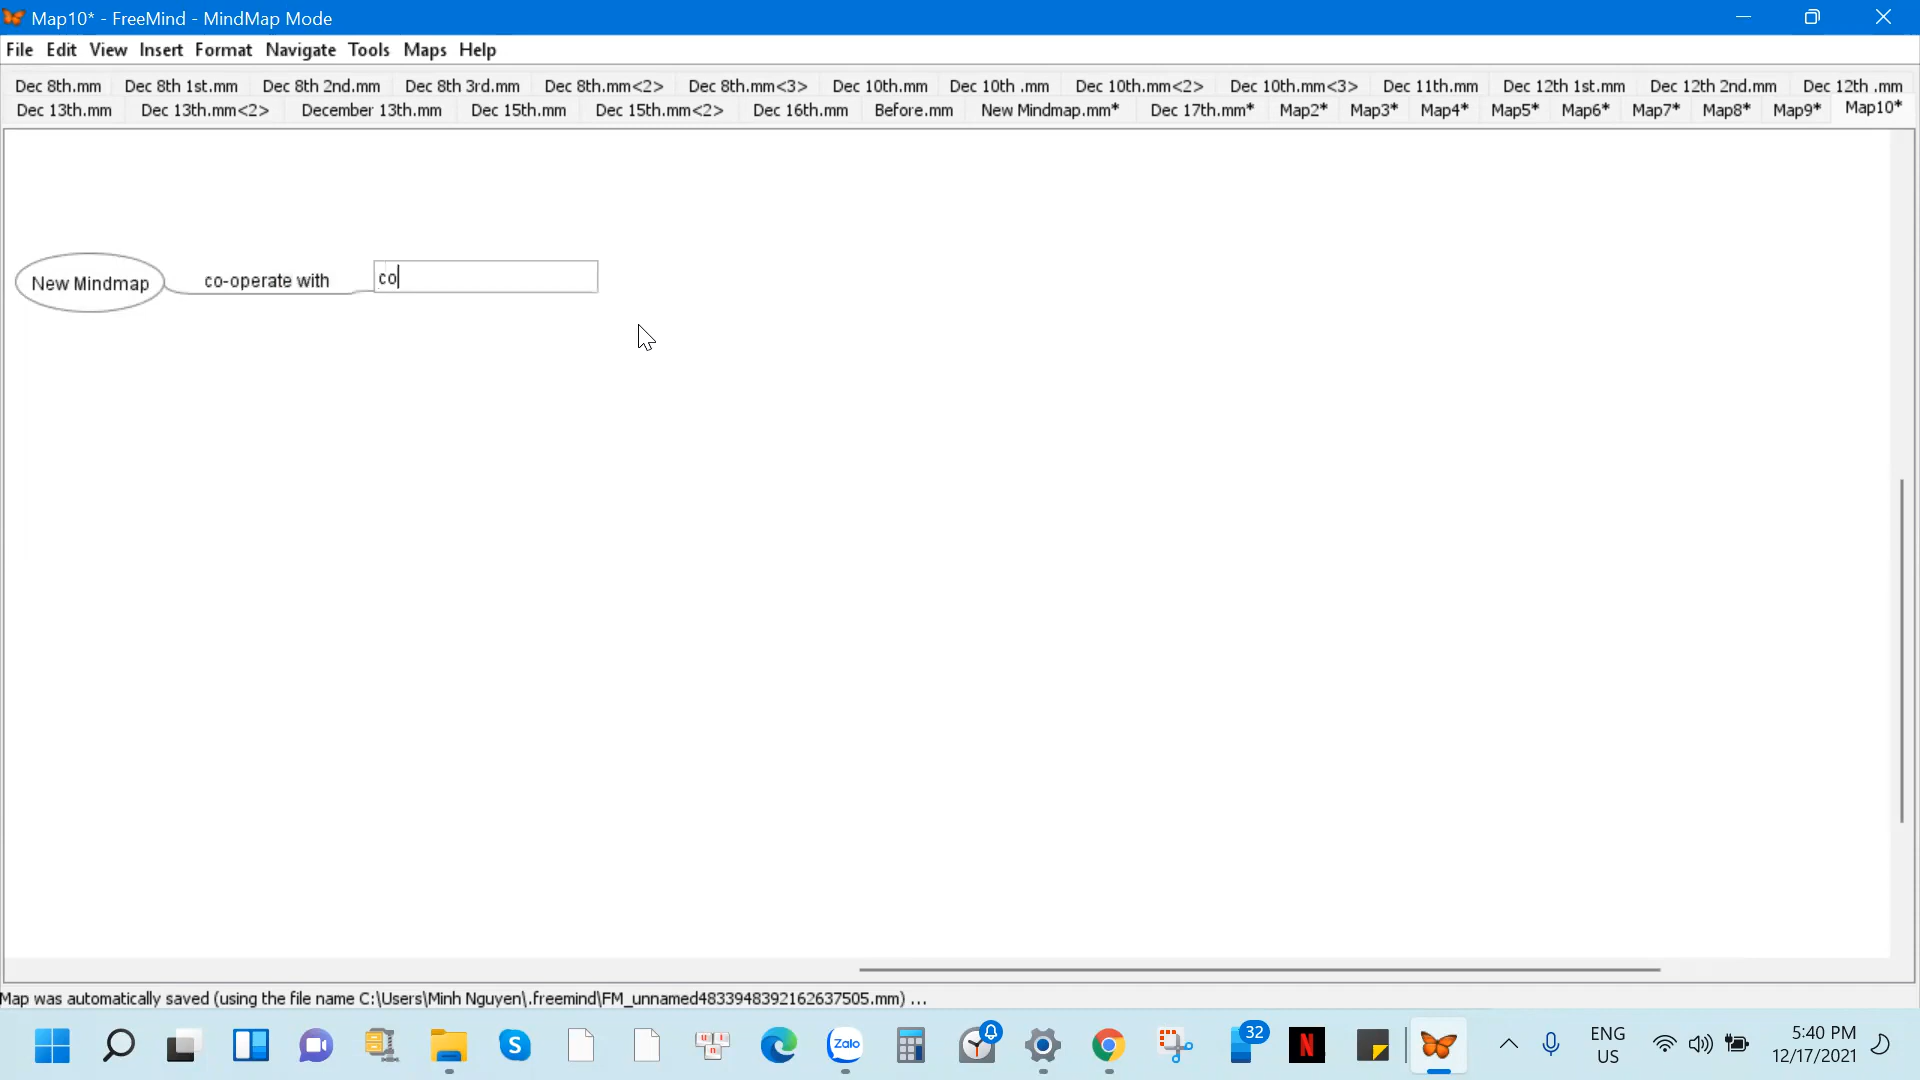 Map10* - FreeMind - MindMap Mode
File Edit View Insert Format Navigate Tools Maps Help
Dec 8th.mm Dec 8th 1st.mm Dec 8th 2nd.mm Dec 8th 3rd.mm Dec 8th.mm<2> Dec 8th.mm<3> Dec 10th.mm Dec 10th .mm Dec 10th.mm<2> Dec 10th.mm<3> Dec 11th.mm Dec 12th 1st.mm Dec 12th 2nd.mm Dec 12th .mm
Dec 13th.mm Dec 13th.mm<2> December 13th.mm Dec 15th.mm Dec 15th.mm<2> Dec 16th.mm Before.mm New Mindmap.mm* Dec 17th.mm* Map2* Map3* Map4* Map5* Map6* Map7* Map8* Map9* Map10*
New Mindmap co-operate with co
Map was automatically saved (using the file name C:\Users\Minh Nguyen\.freemind\FM_unnamed4833948392162637505.mm) ...
S Zalo 32 N ENG 5:40 PM
US 12/17/2021